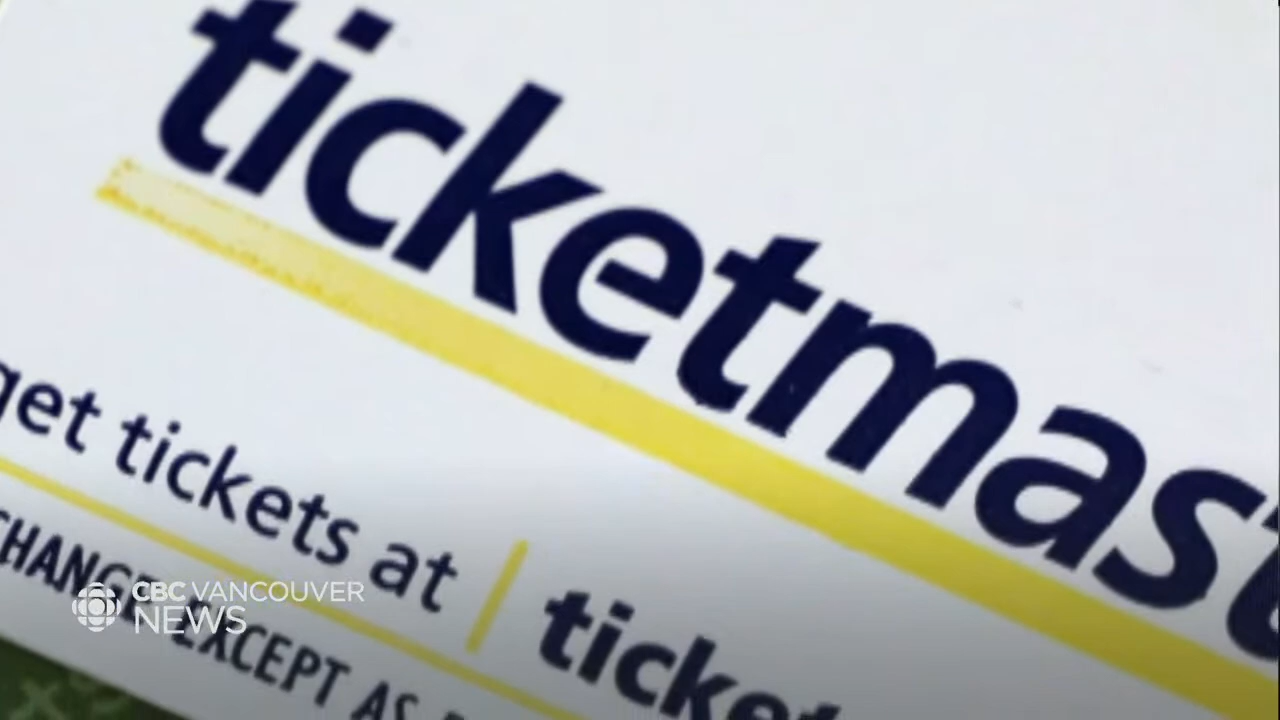 ticketmast
get tickets at | ticket
CHANGE EXCEPT AS
CBC VANCOUVER
NEWS